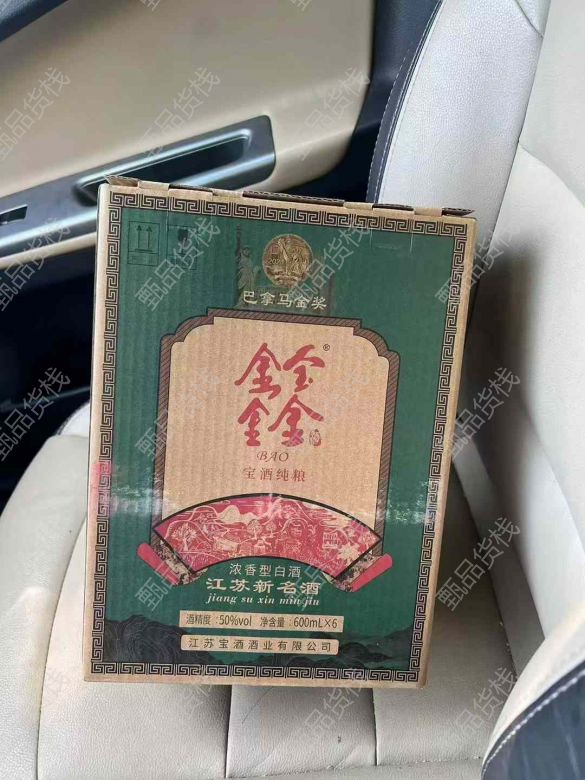 巴拿马金奖
BAO
宝酒纯粮
浓香型白酒
江苏新名酒
jiang su xin min jiu
酒精度：50%vol 净含量：600mL×6
江苏宝酒酒业有限公司
甄品货栈